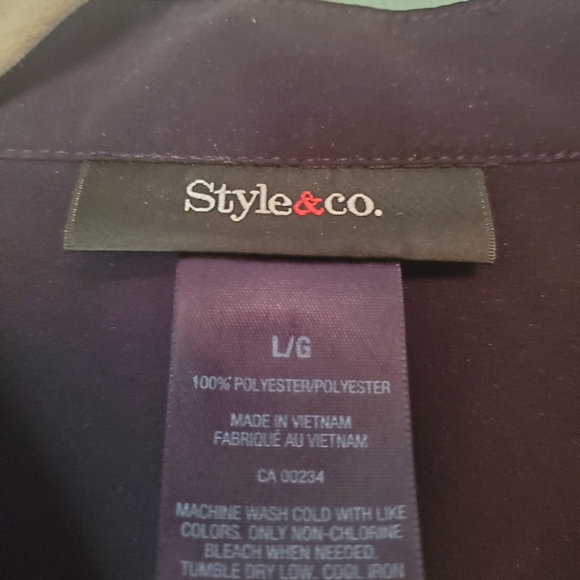 Style&co.
L/G
100% POLYESTER/POLYESTER
MADE IN VIETNAM
FABRIQUÉ AU VIETNAM
CA 00234
MACHINE WASH COLD WITH LIKE
COLORS. ONLY NON-CHLORINE
BLEACH WHEN NEEDED.
TUMBLE DRY LOW. COOL IRON